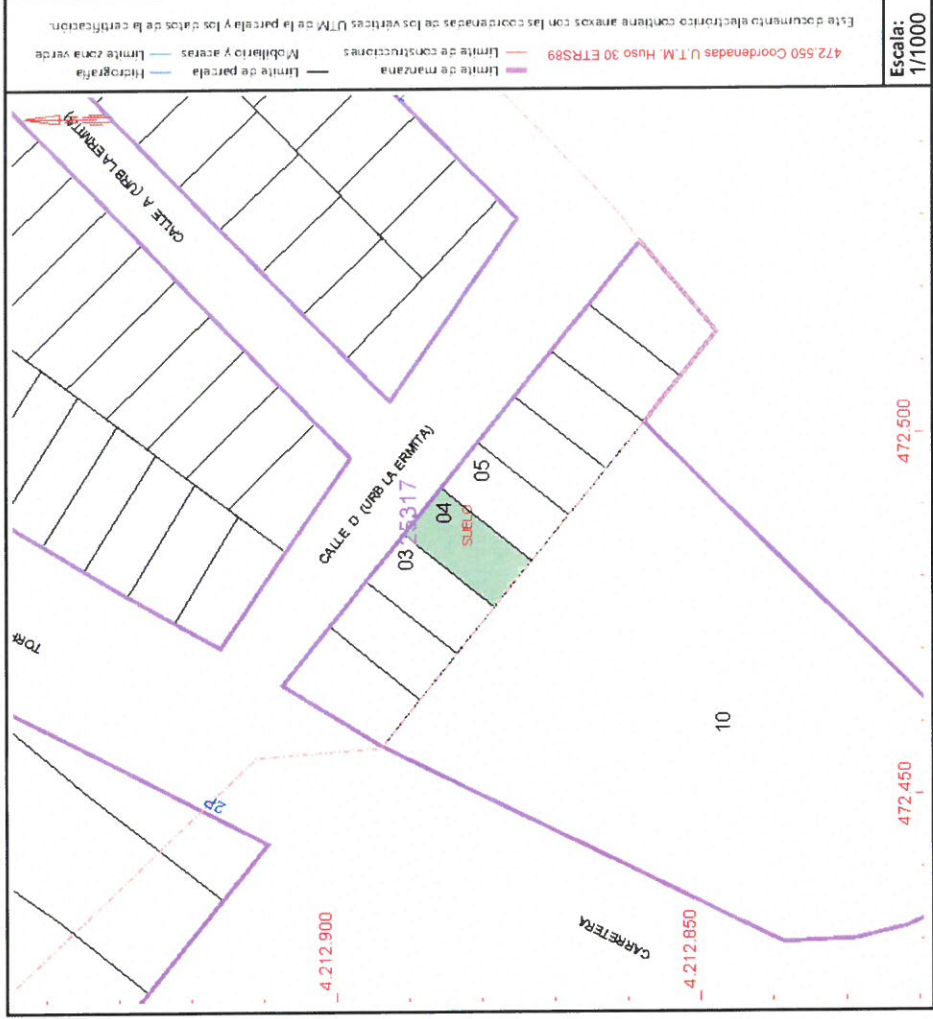 Este documento electrónico contiene anexos con las coordenadas de los vértices UTM de la parcela y los datos de la certificación.
472.550 Coordenadas U.T.M. Huso 30 ETRS89
Límite de manzana
Límite de construcciones
Límite de parcela
Mobiliario y aceras
Hidrografía
Límite zona verde
Escala:
1/1000
CALLE A (URB LA ERMITA)
CALLE D (URB LA ERMITA)
25317
03
04
05
SUELO
2P
10
CARRETERA
4.212.900
4.212.850
472.450
472.500